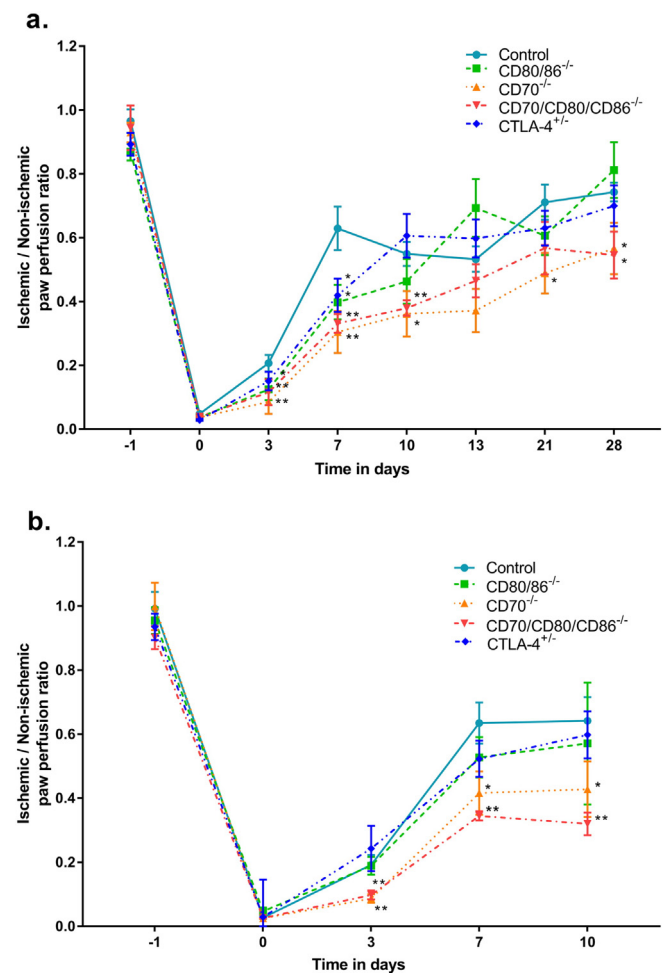 a.
Ischemic / Non-ischemic
paw perfusion ratio
1.2
1.0
0.8
0.6
0.4
0.2
0.0
Control
CD80/86-/-
CD70-/-
CD70/CD80/CD86-/-
CTLA-4+/-
*
*
**
**
*
**
**
**
*
*
*
*
-1 0 3 7 10 13 21 28
Time in days
b.
Ischemic / Non-ischemic
paw perfusion ratio
1.2
1.0
0.8
0.6
0.4
0.2
0.0
Control
CD80/86-/-
CD70-/-
CD70/CD80/CD86-/-
CTLA-4+/-
**
**
*
**
*
**
-1 0 3 7 10
Time in days